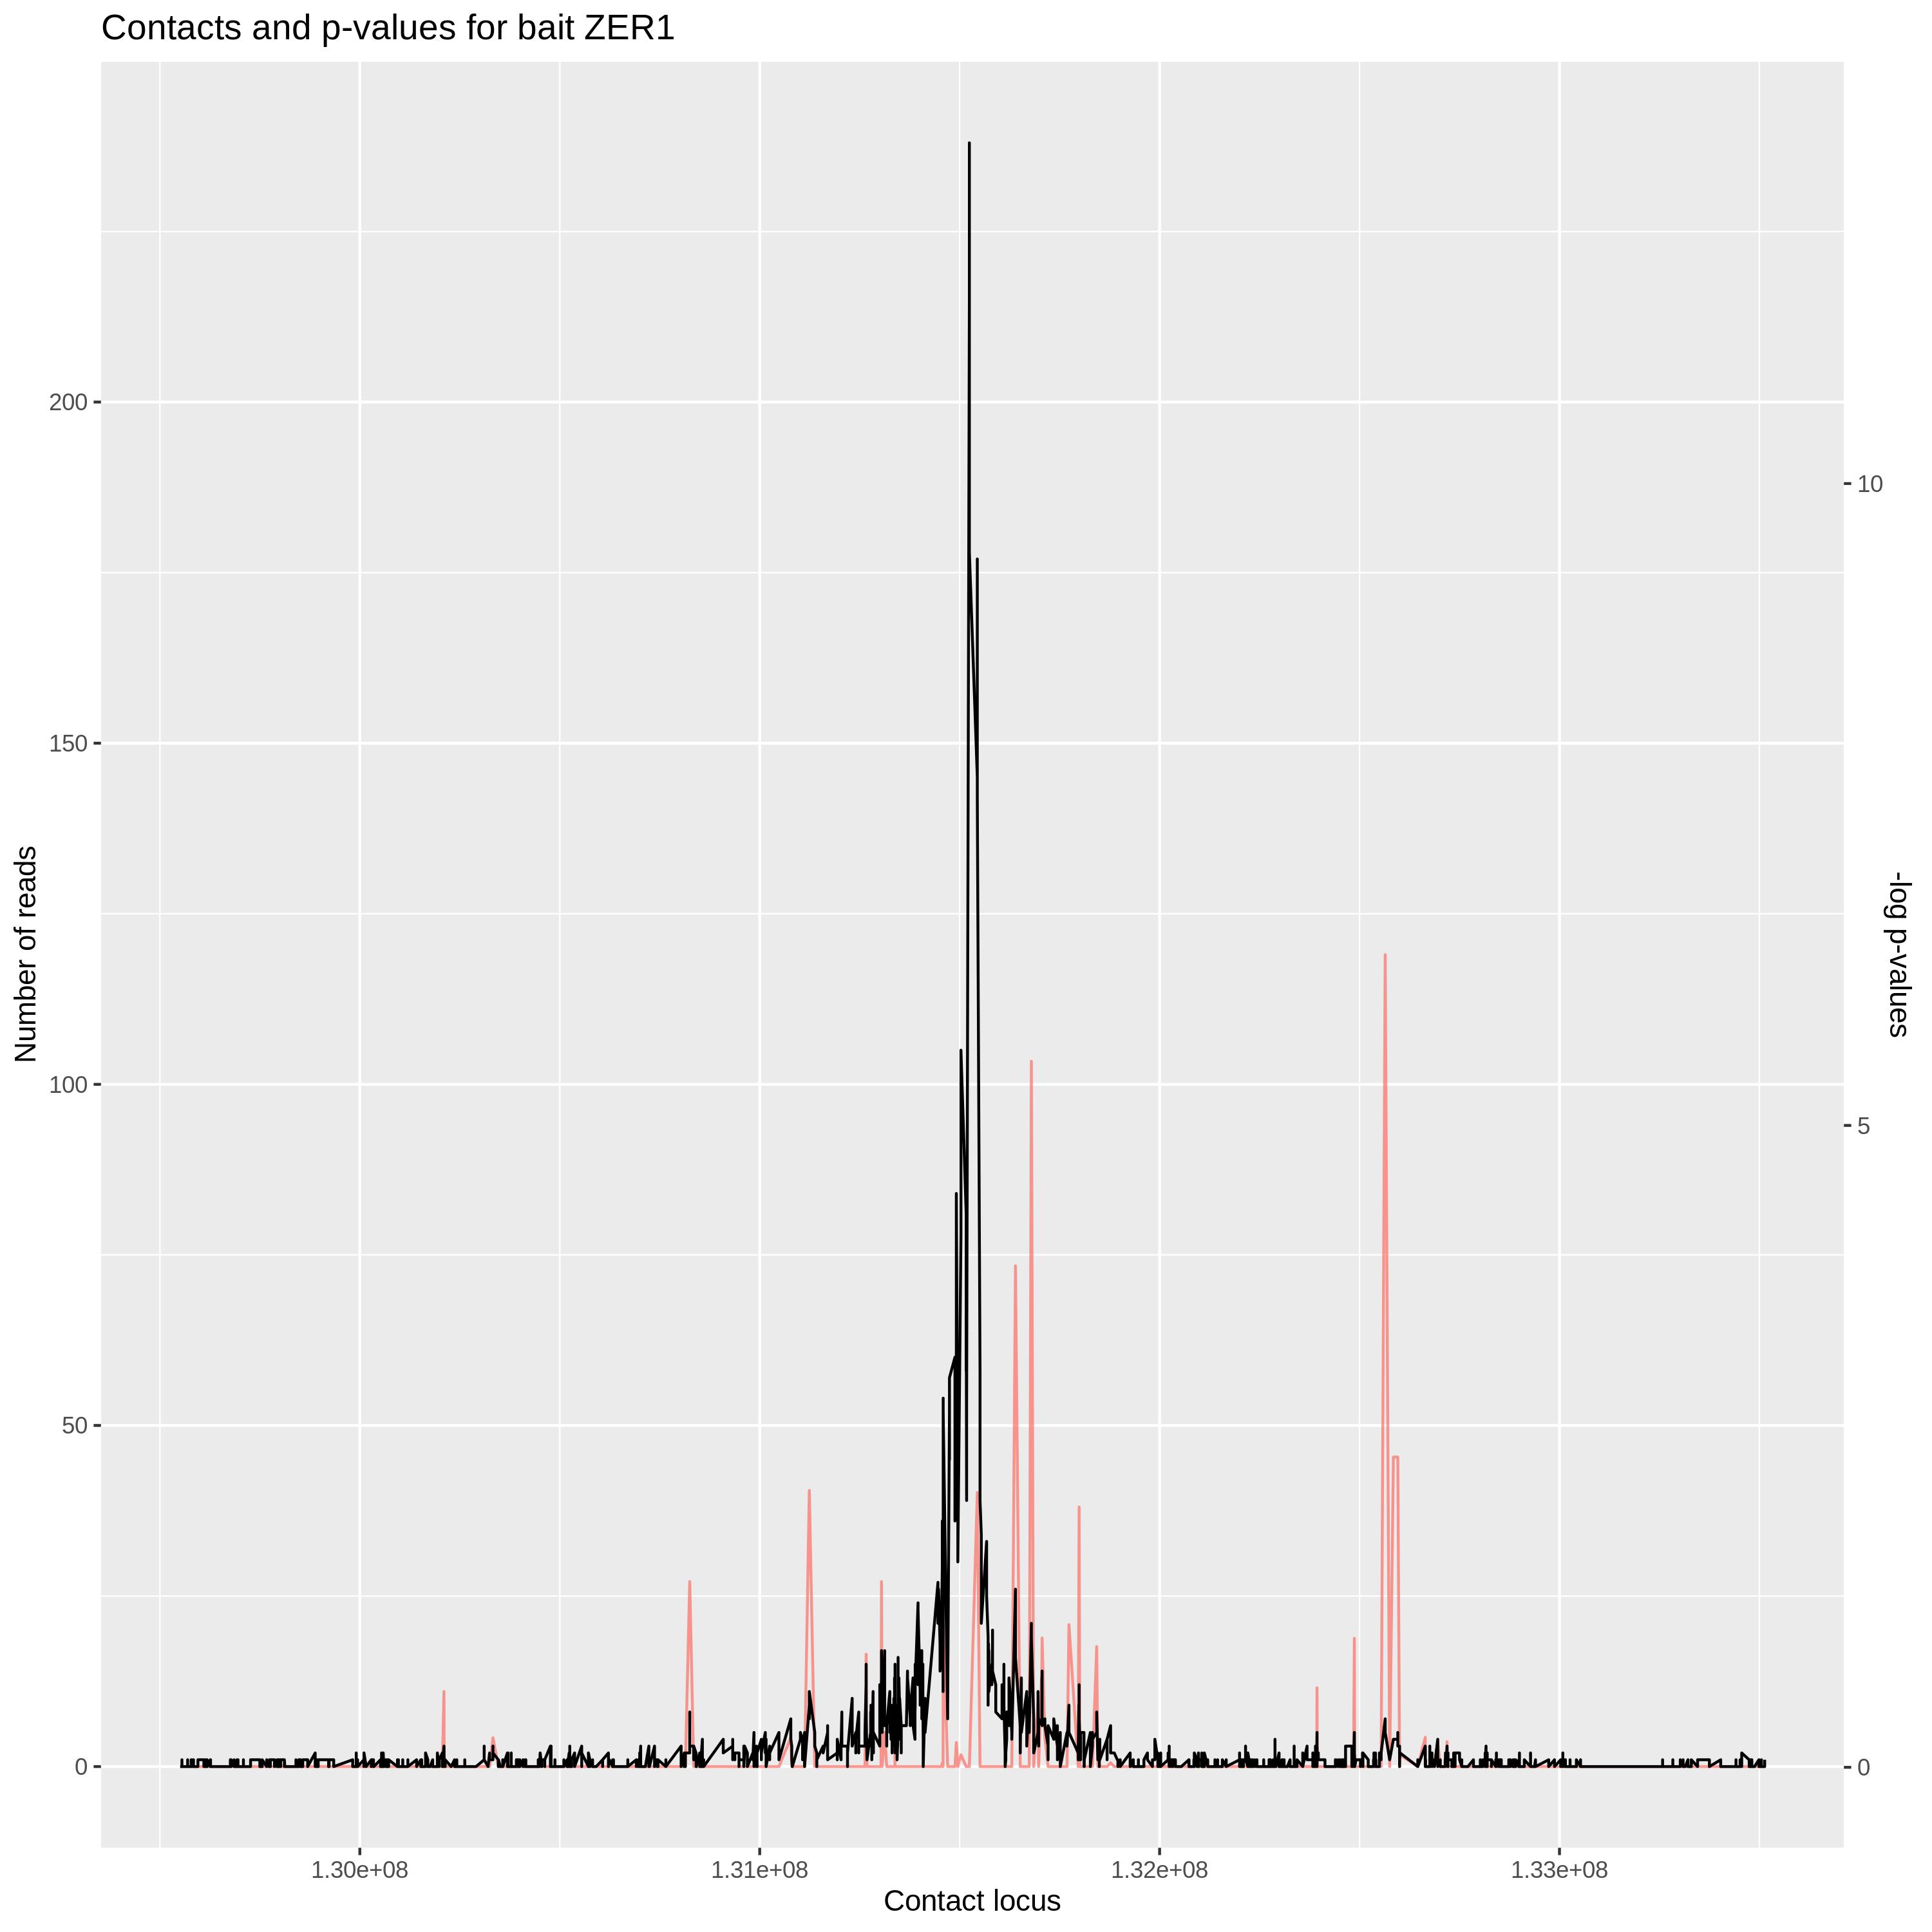 Contacts and p-values for bait ZER1
200
150
100
50
0
Number of reads
10
5
0
-log p-values
1.30e+08
1.31e+08
1.32e+08
1.33e+08
Contact locus